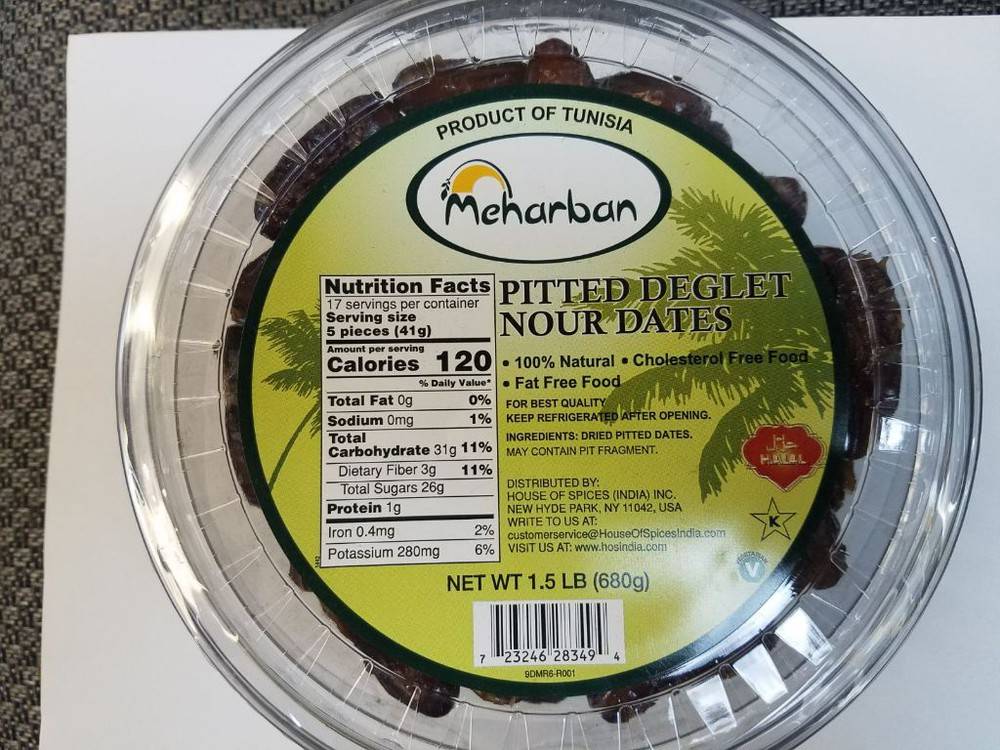 PRODUCT OF TUNISIA
Meharban
Nutrition Facts
17 servings per container
Serving size
5 pieces (41g)
Amount per serving
Calories 120
% Daily Value*
Total Fat 0g 0%
Sodium 0mg 1%
Total
Carbohydrate 31g 11%
Dietary Fiber 3g 11%
Total Sugars 26g
Protein 1g
Iron 0.4mg 2%
Potassium 280mg 6%
PITTED DEGLET
NOUR DATES
• 100% Natural • Cholesterol Free Food
• Fat Free Food
FOR BEST QUALITY
KEEP REFRIGERATED AFTER OPENING.
INGREDIENTS: DRIED PITTED DATES.
MAY CONTAIN PIT FRAGMENT.
حلال
HALAL
DISTRIBUTED BY:
HOUSE OF SPICES (INDIA) INC.
NEW HYDE PARK, NY 11042, USA
WRITE TO US AT:
customerservice@HouseOfSpicesIndia.com
VISIT US AT: www.hosindia.com
K
V
NET WT 1.5 LB (680g)
7 23246 28349 4
9DMR6-R001